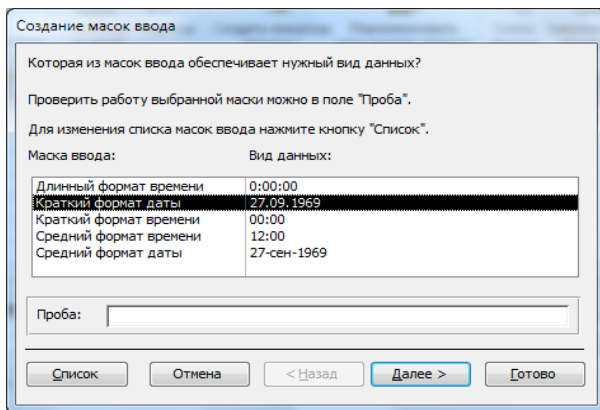 Создание масок ввода
Которая из масок ввода обеспечивает нужный вид данных?
Проверить работу выбранной маски можно в поле "Проба".
Для изменения списка масок ввода нажмите кнопку "Список".
Маска ввода: Вид данных:
Длинный формат времени 0:00:00
Краткий формат даты 27.09.1969
Краткий формат времени 00:00
Средний формат времени 12:00
Средний формат даты 27-сен-1969
Проба:
Список Отмена < Назад Далее > Готово